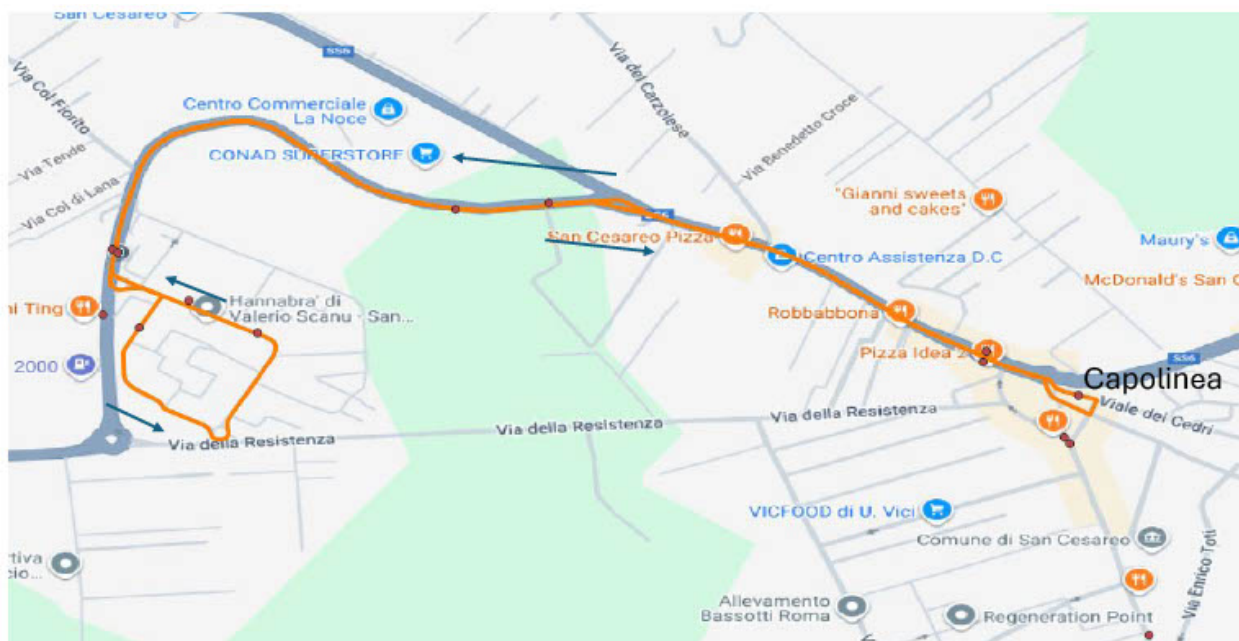 San Cesareo
SS6
Via Col Fiorito
Via del Carzolese
Centro Commerciale
La Noce
Via Benedetto Croce
CONAD SUPERSTORE
Via Tende
Via Col di Lana
"Gianni sweets
and cakes"
SS6
San Cesareo Pizza
Maury's
Centro Assistenza D.C
McDonald's San C
Hannabra' di
Valerio Scanu - San...
ni Ting
Robbabbona
Pizza Idea 2
SS6
2000
Capolinea
Viale dei Cedri
Via della Resistenza
Via della Resistenza
Via della Resistenza
VICFOOD di U. Vici
Comune di San Cesareo
Via Enrico Toti
rtiva
cio...
Allevamento
Bassotti Roma
Regeneration Point